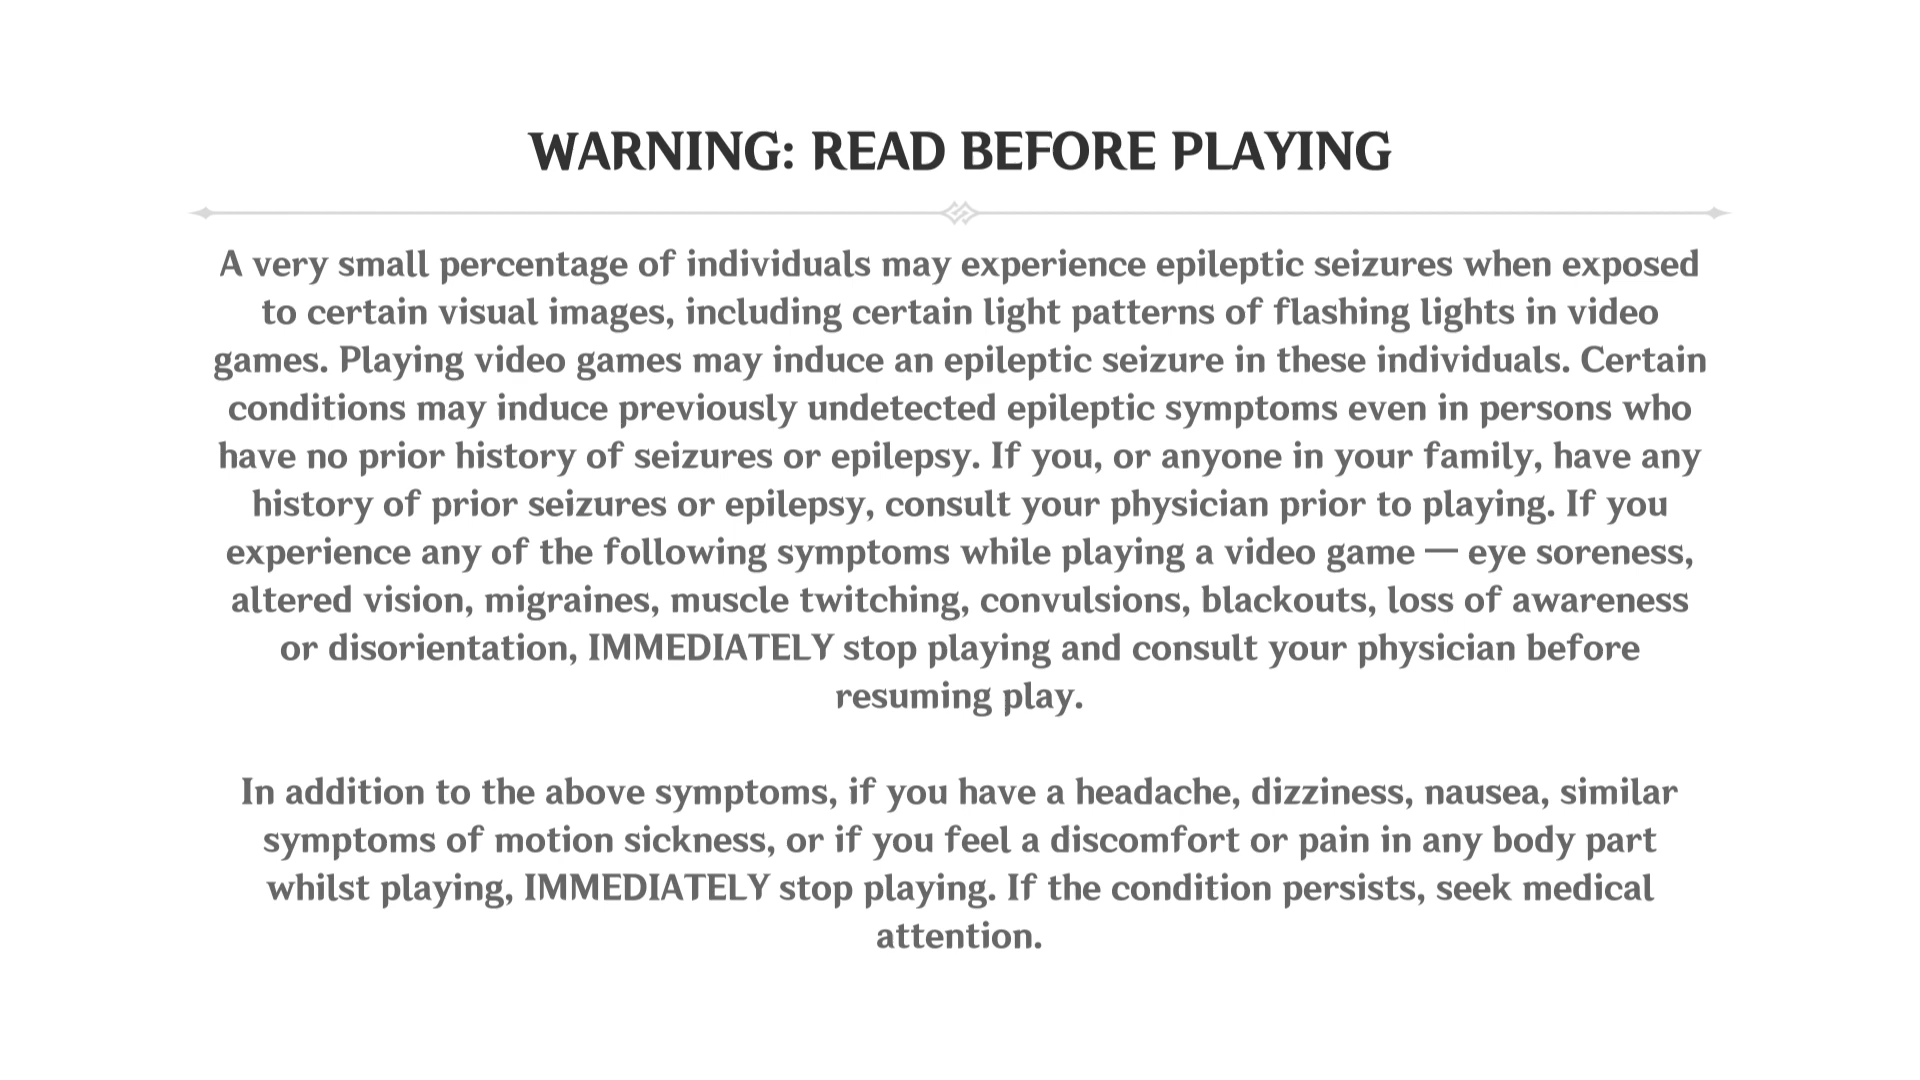 WARNING: READ BEFORE PLAYING
A very small percentage of individuals may experience epileptic seizures when exposed
to certain visual images, including certain light patterns of flashing lights in video
games. Playing video games may induce an epileptic seizure in these individuals. Certain
conditions may induce previously undetected epileptic symptoms even in persons who
have no prior history of seizures or epilepsy. If you, or anyone in your family, have any
history of prior seizures or epilepsy, consult your physician prior to playing. If you
experience any of the following symptoms while playing a video game — eye soreness,
altered vision, migraines, muscle twitching, convulsions, blackouts, loss of awareness
or disorientation, IMMEDIATELY stop playing and consult your physician before
resuming play.
In addition to the above symptoms, if you have a headache, dizziness, nausea, similar
symptoms of motion sickness, or if you feel a discomfort or pain in any body part
whilst playing, IMMEDIATELY stop playing. If the condition persists, seek medical
attention.